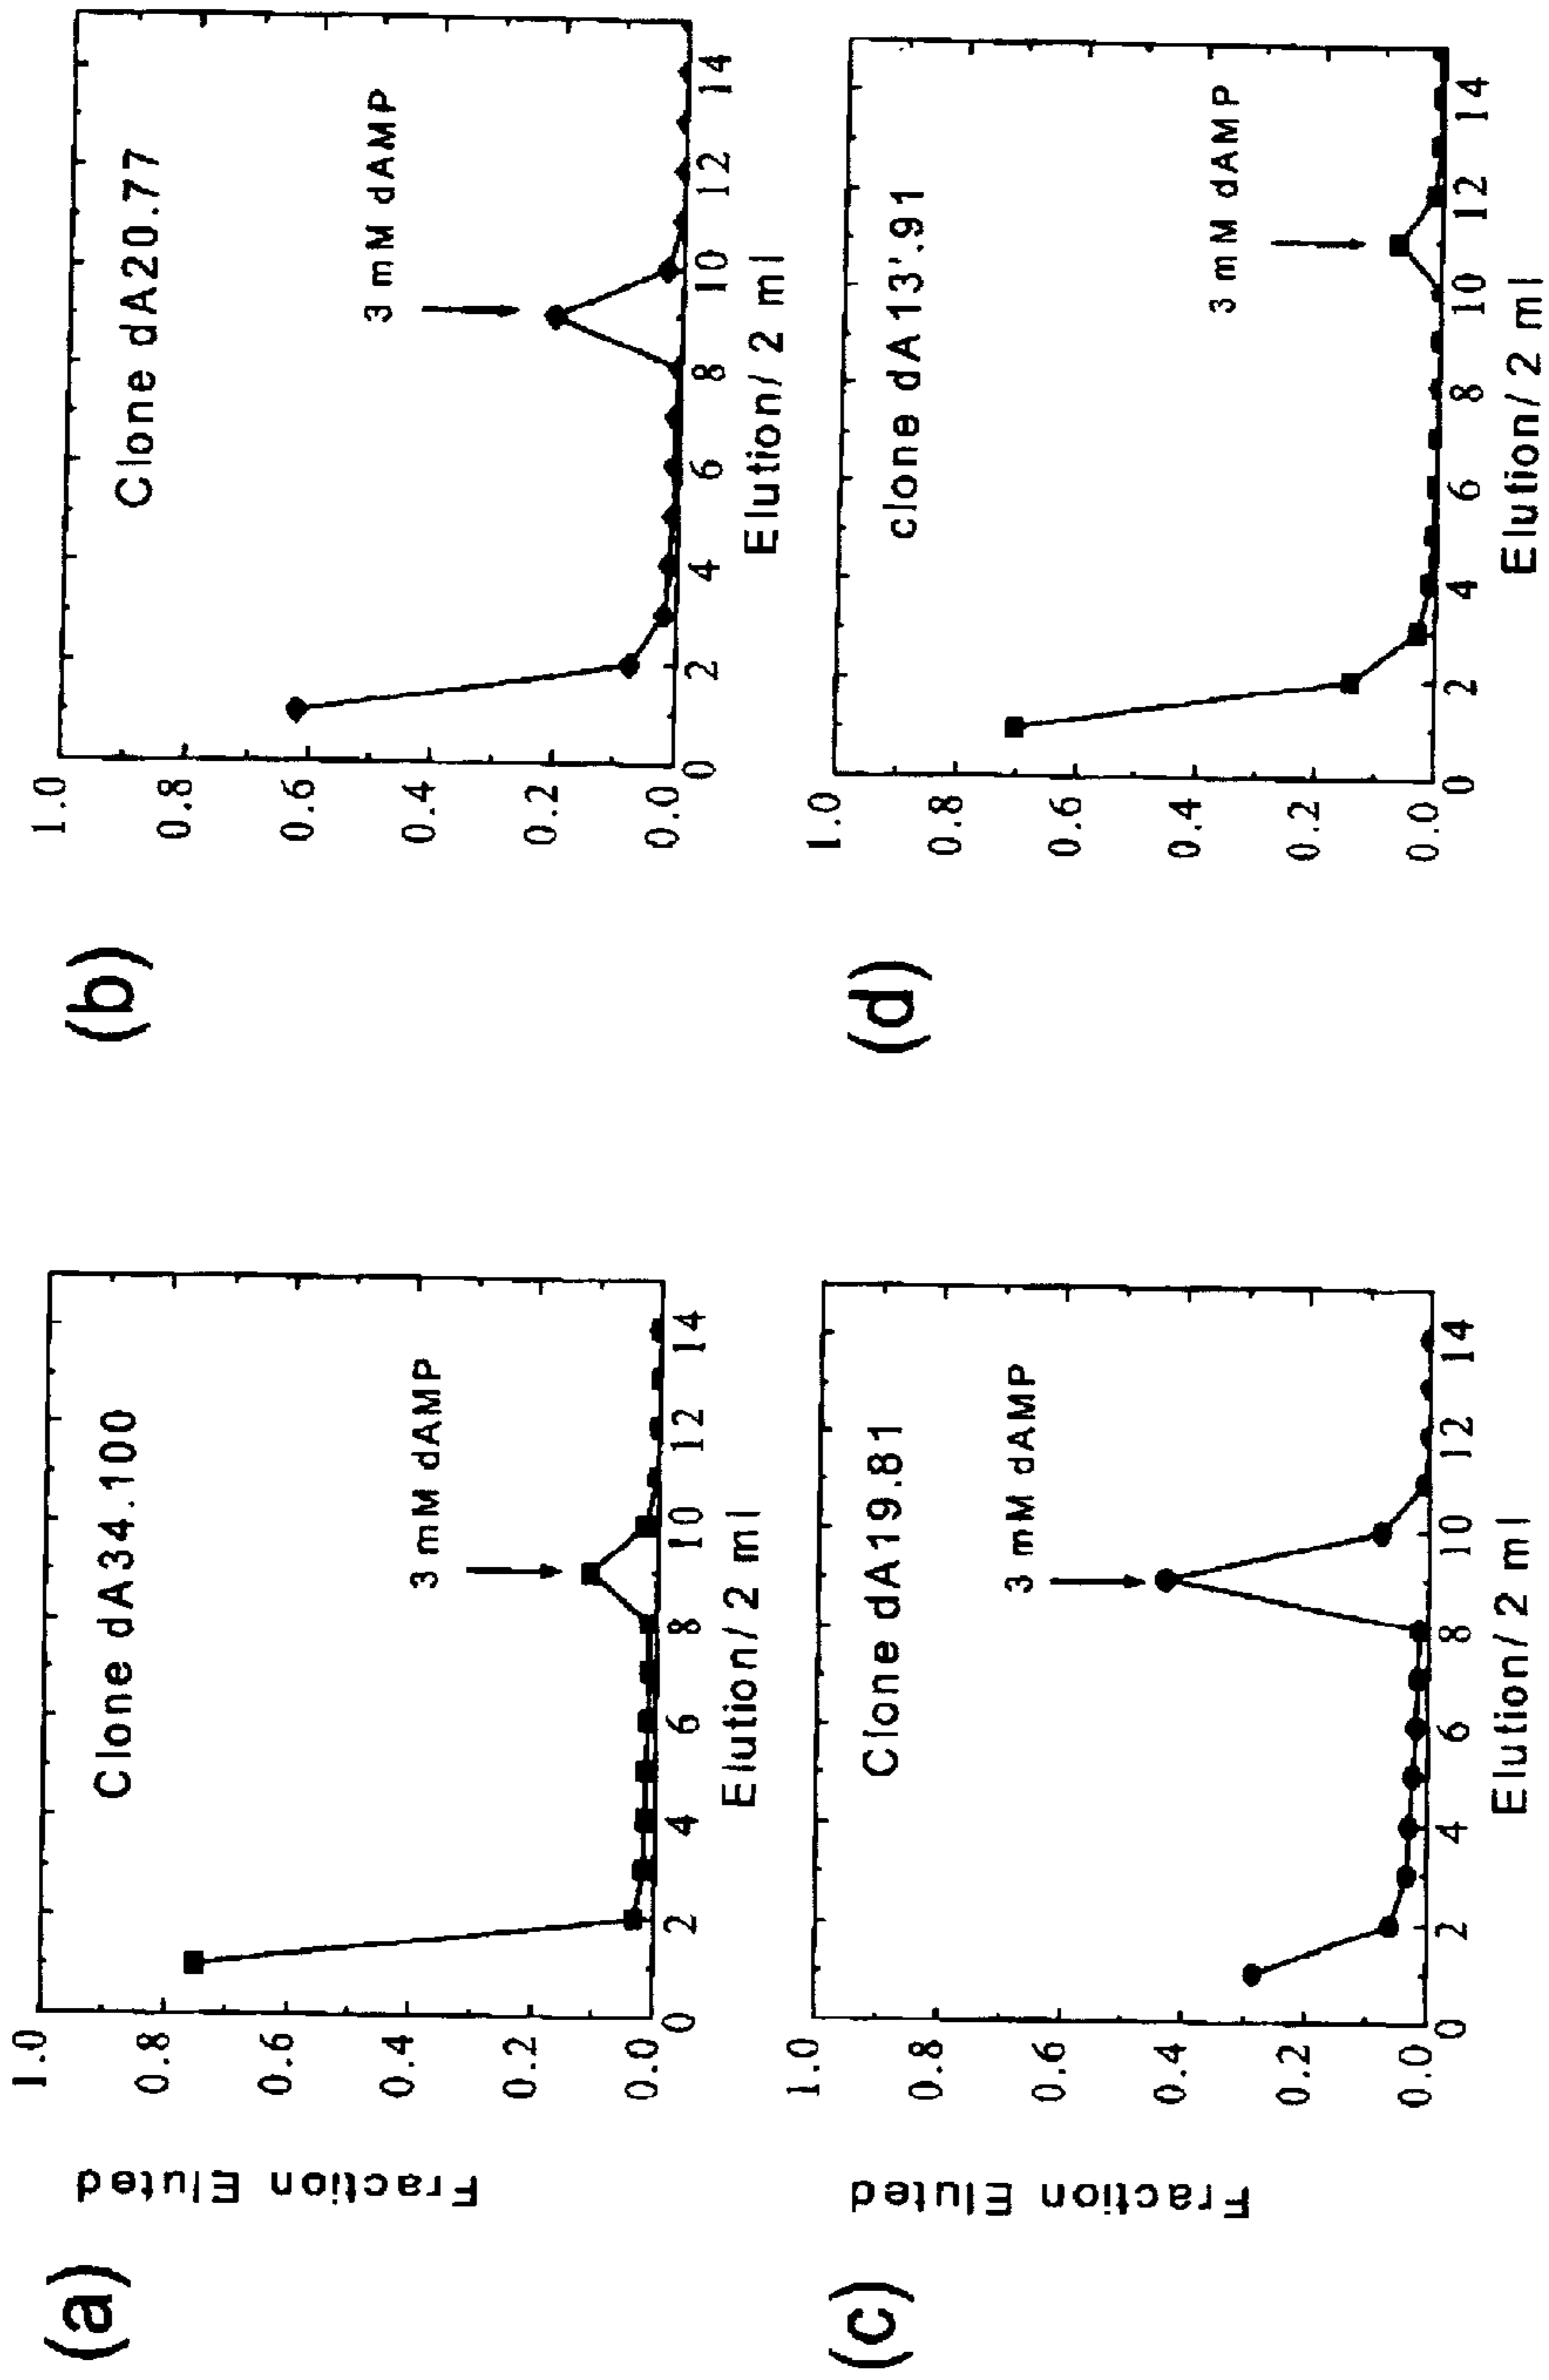 (a)
Fraction Eluted
1.0
0.8
0.6
0.4
0.2
0.0
Clone dA34.100
3 mM dAMP
0 2 4 6 8 10 12 14
Elution/ 2 ml
(b)
1.0
0.8
0.6
0.4
0.2
0.0
Clone dA20.77
3 mM dAMP
0 2 4 6 8 10 12 14
Elution/ 2 ml
(c)
Fraction Eluted
1.0
0.8
0.6
0.4
0.2
0.0
Clone dA19.81
3 mM dAMP
0 2 4 6 8 10 12 14
Elution/ 2 ml
(d)
1.0
0.8
0.6
0.4
0.2
0.0
clone dA13'.91
3 mM dAMP
0 2 4 6 8 10 12 14
Elution/ 2 ml